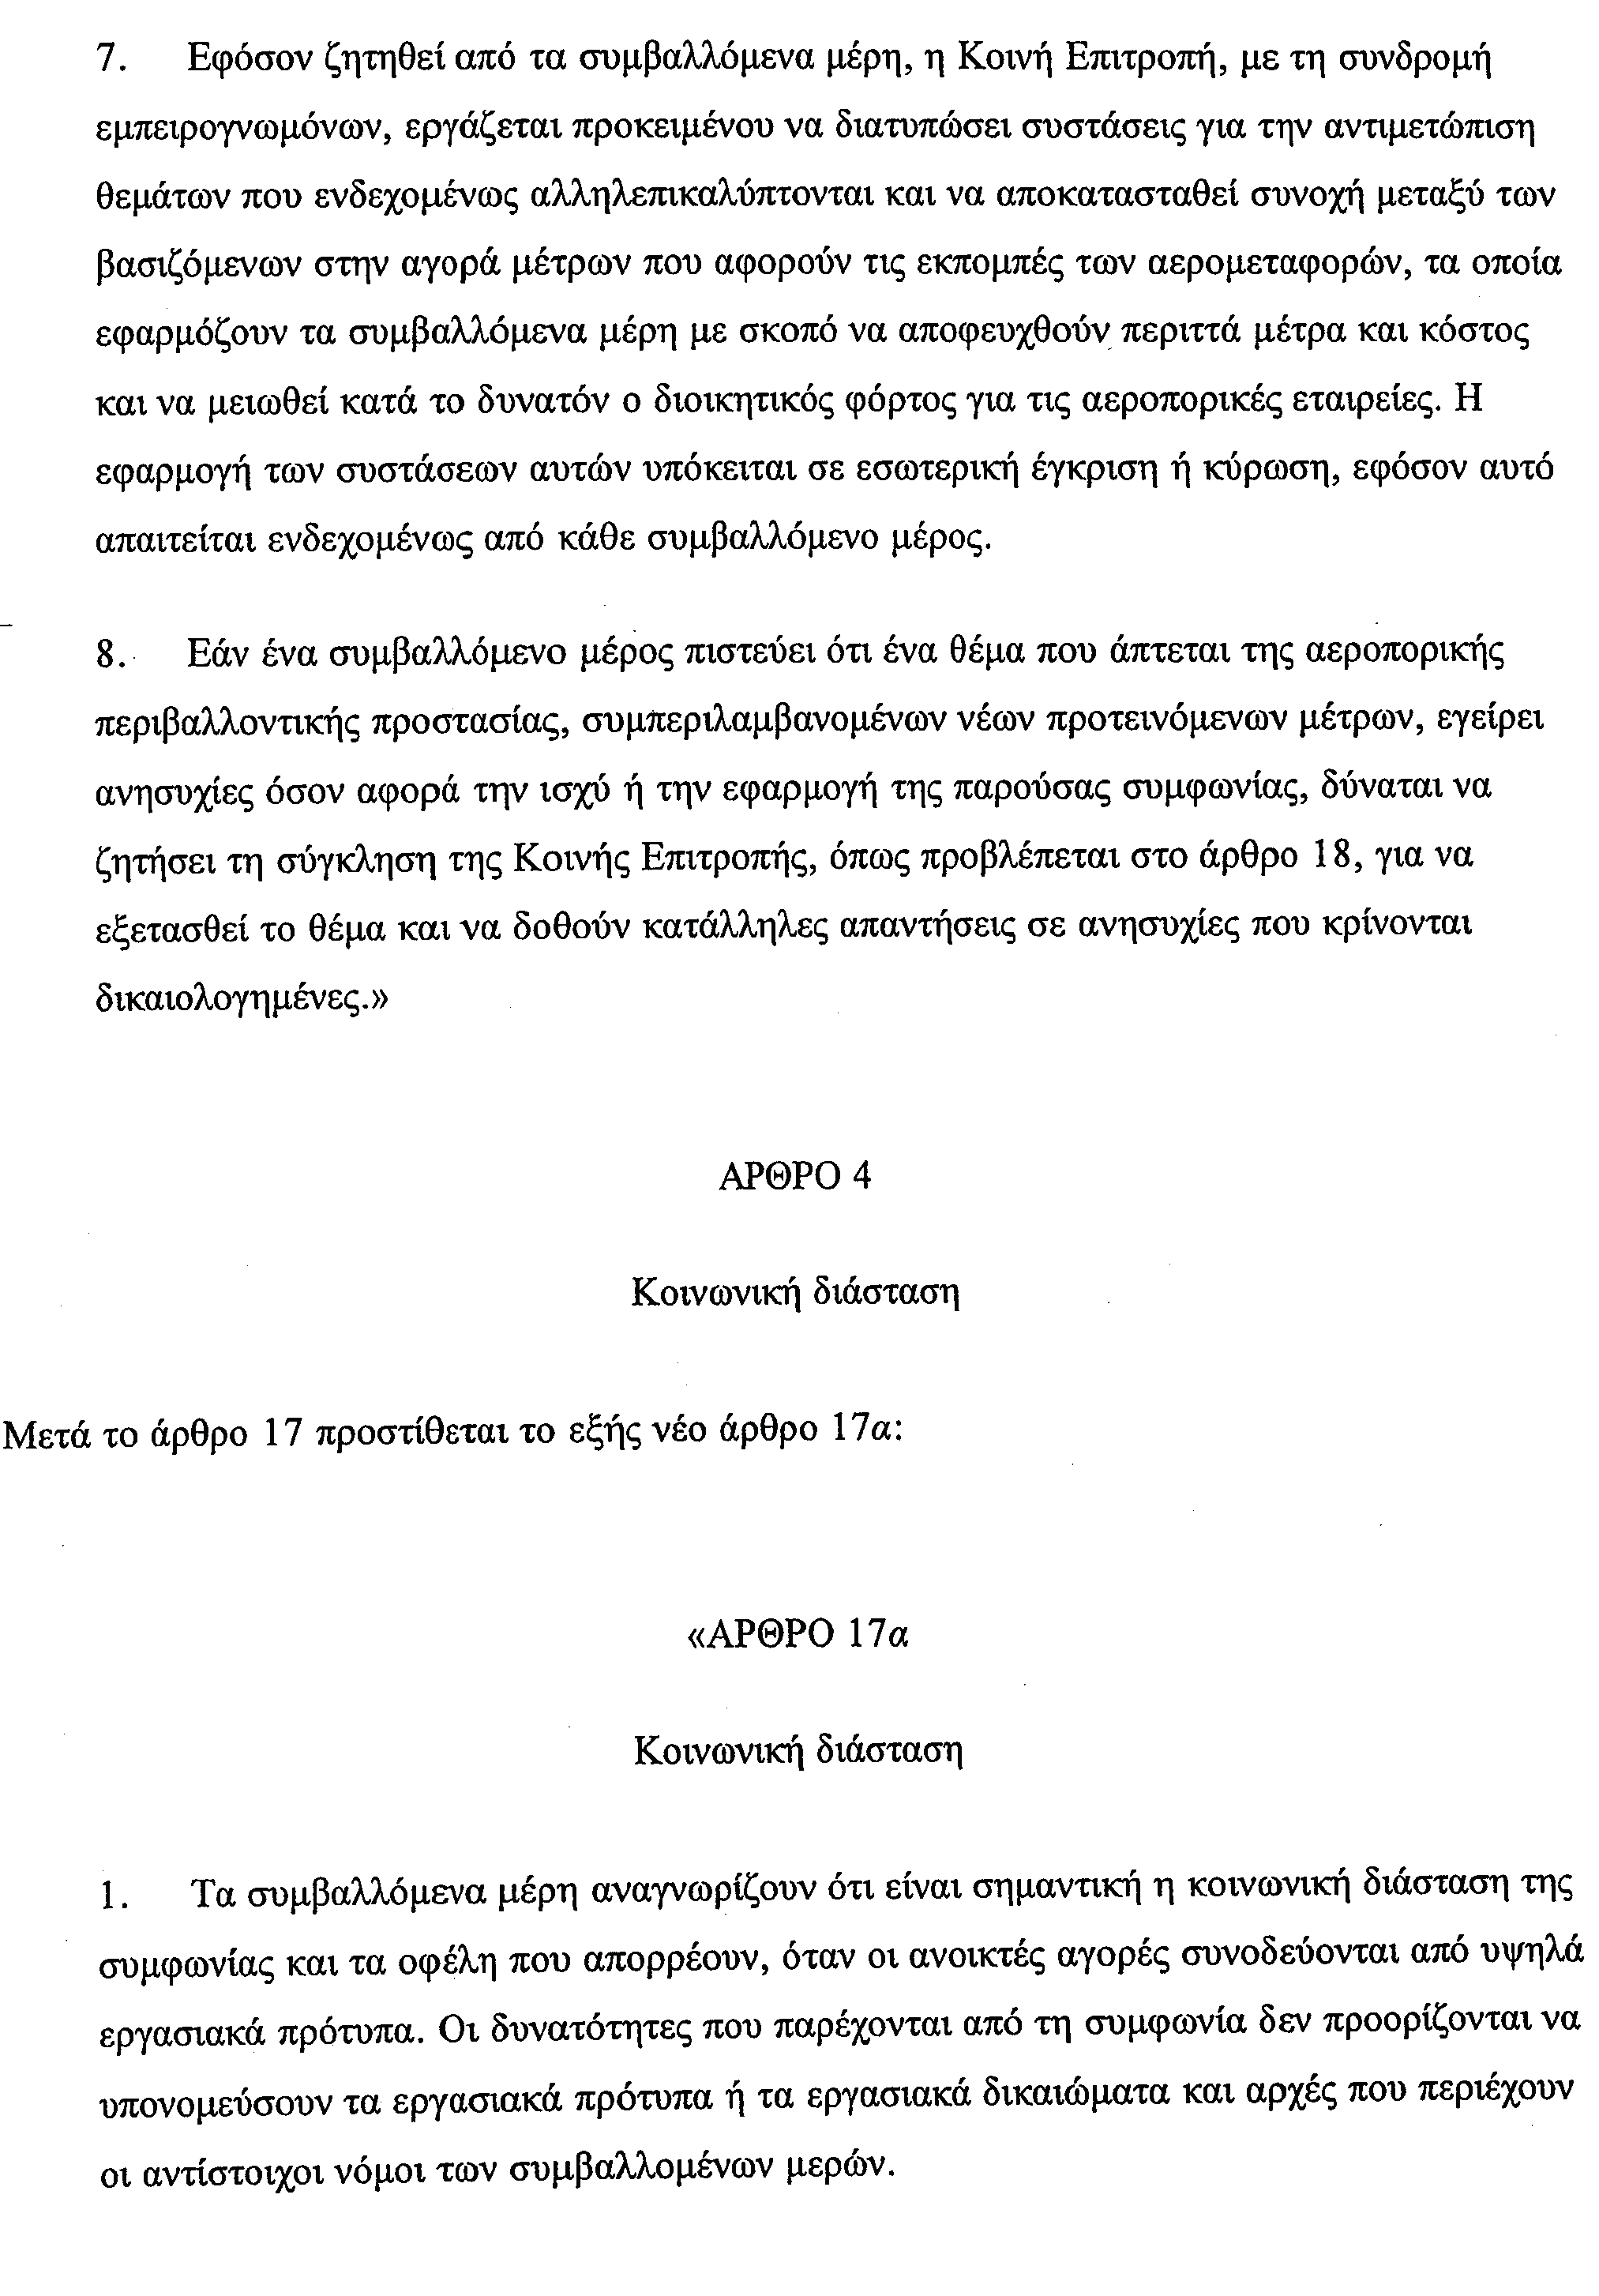 7. Εφόσον ζητηθεί από τα συμβαλλόμενα μέρη, η Κοινή Επιτροπή, με τη συνδρομή
εμπειρογνωμόνων, εργάζεται προκειμένου να διατυπώσει συστάσεις για την αντιμετώπιση
θεμάτων που ενδεχομένως αλληλεπικαλύπτονται και να αποκατασταθεί συνοχή μεταξύ των
βασιζόμενων στην αγορά μέτρων που αφορούν τις εκπομπές των αερομεταφορών, τα οποία
εφαρμόζουν τα συμβαλλόμενα μέρη με σκοπό να αποφευχθούν περιττά μέτρα και κόστος
και να μειωθεί κατά το δυνατόν ο διοικητικός φόρτος για τις αεροπορικές εταιρείες. Η
εφαρμογή των συστάσεων αυτών υπόκειται σε εσωτερική έγκριση ή κύρωση, εφόσον αυτό
απαιτείται ενδεχομένως από κάθε συμβαλλόμενο μέρος.
8. Εάν ένα συμβαλλόμενο μέρος πιστεύει ότι ένα θέμα που άπτεται της αεροπορικής
περιβαλλοντικής προστασίας, συμπεριλαμβανομένων νέων προτεινόμενων μέτρων, εγείρει
ανησυχίες όσον αφορά την ισχύ ή την εφαρμογή της παρούσας συμφωνίας, δύναται να
ζητήσει τη σύγκληση της Κοινής Επιτροπής, όπως προβλέπεται στο άρθρο 18, για να
εξετασθεί το θέμα και να δοθούν κατάλληλες απαντήσεις σε ανησυχίες που κρίνονται
δικαιολογημένες.»
ΑΡΘΡΟ 4
Κοινωνική διάσταση
Μετά το άρθρο 17 προστίθεται το εξής νέο άρθρο 17α:
«ΑΡΘΡΟ 17α
Κοινωνική διάσταση
1. Τα συμβαλλόμενα μέρη αναγνωρίζουν ότι είναι σημαντική η κοινωνική διάσταση της
συμφωνίας και τα οφέλη που απορρέουν, όταν οι ανοικτές αγορές συνοδεύονται από υψηλά
εργασιακά πρότυπα. Οι δυνατότητες που παρέχονται από τη συμφωνία δεν προορίζονται να
υπονομεύσουν τα εργασιακά πρότυπα ή τα εργασιακά δικαιώματα και αρχές που περιέχουν
οι αντίστοιχοι νόμοι των συμβαλλομένων μερών.